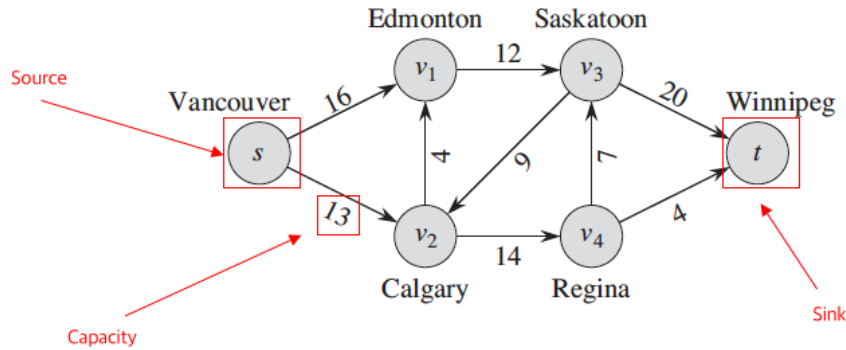 Edmonton
Saskatoon
Source
v1
12
v3
Vancouver
16
20
Winnipeg
s
4
9
7
t
13
4
v2
14
v4
Calgary
Regina
Sink
Capacity